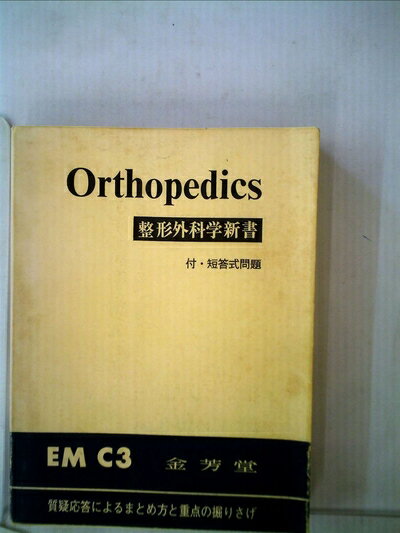 Orthopedics
整形外科学新書
付・短答式問題
EM C3 金芳堂
質疑応答によるまとめ方と重点の掘りさげ